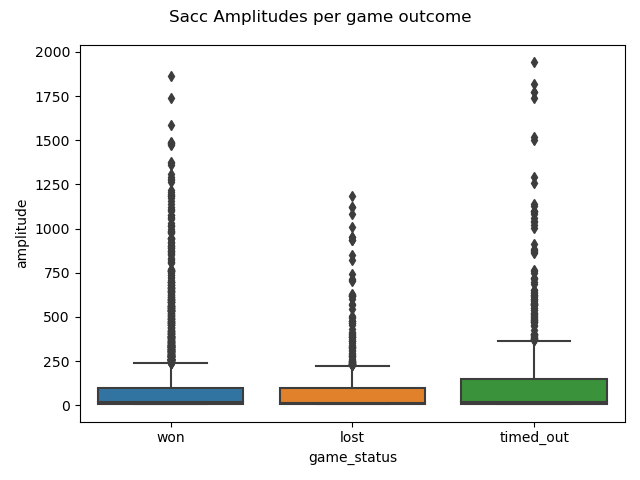 Sacc Amplitudes per game outcome
2000
1750
1500
1250
1000
750
500
250
0
amplitude
won lost timed_out
game_status